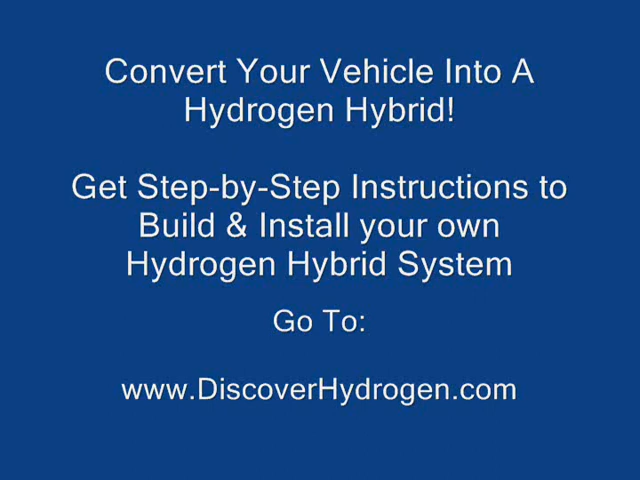 Convert Your Vehicle Into A
Hydrogen Hybrid!
Get Step-by-Step Instructions to
Build & Install your own
Hydrogen Hybrid System
Go To:
www.DiscoverHydrogen.com